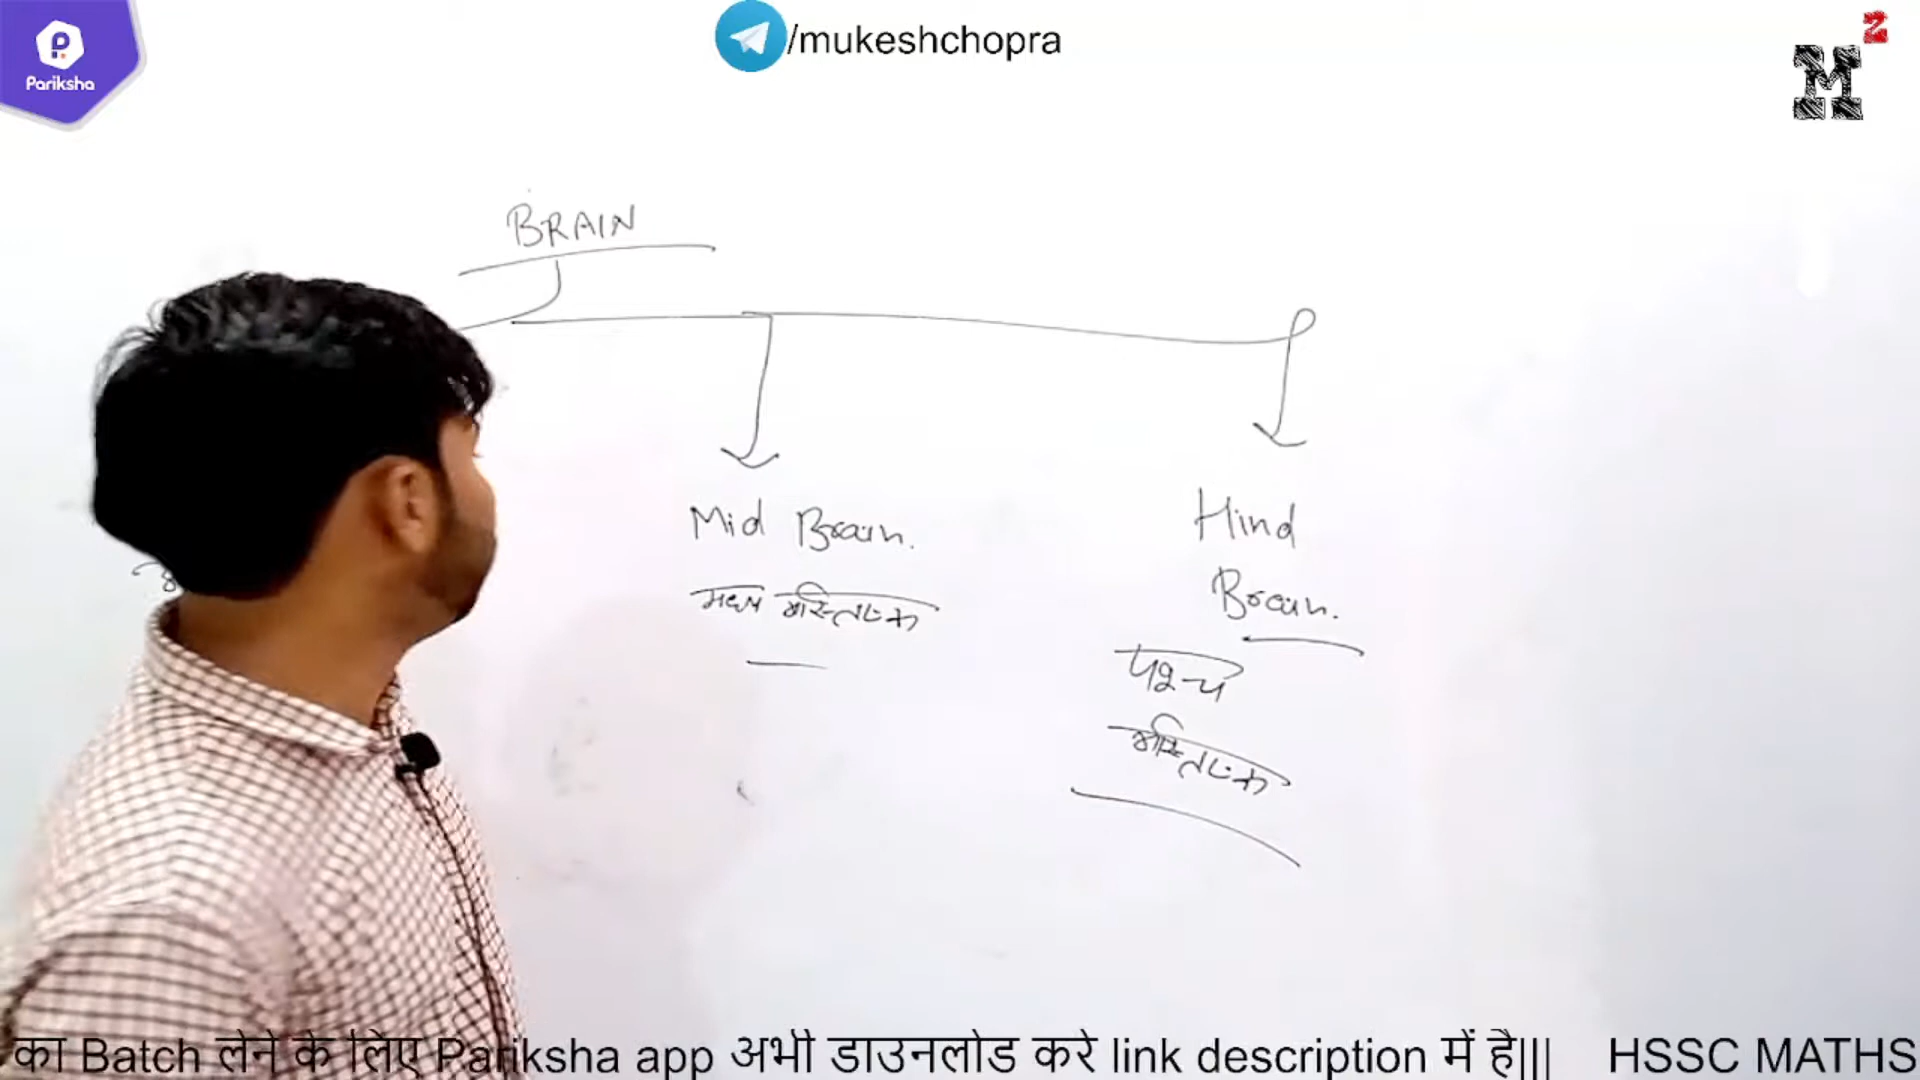 Pariksha
/mukeshchopra
M2
BRAIN
Mid Brain.
मध्य मस्तिष्क
Hind
Brain.
पश्च
मस्तिष्क
का Batch लेने के लिए Pariksha app अभी डाउनलोड करे link description में है||| HSSC MATHS